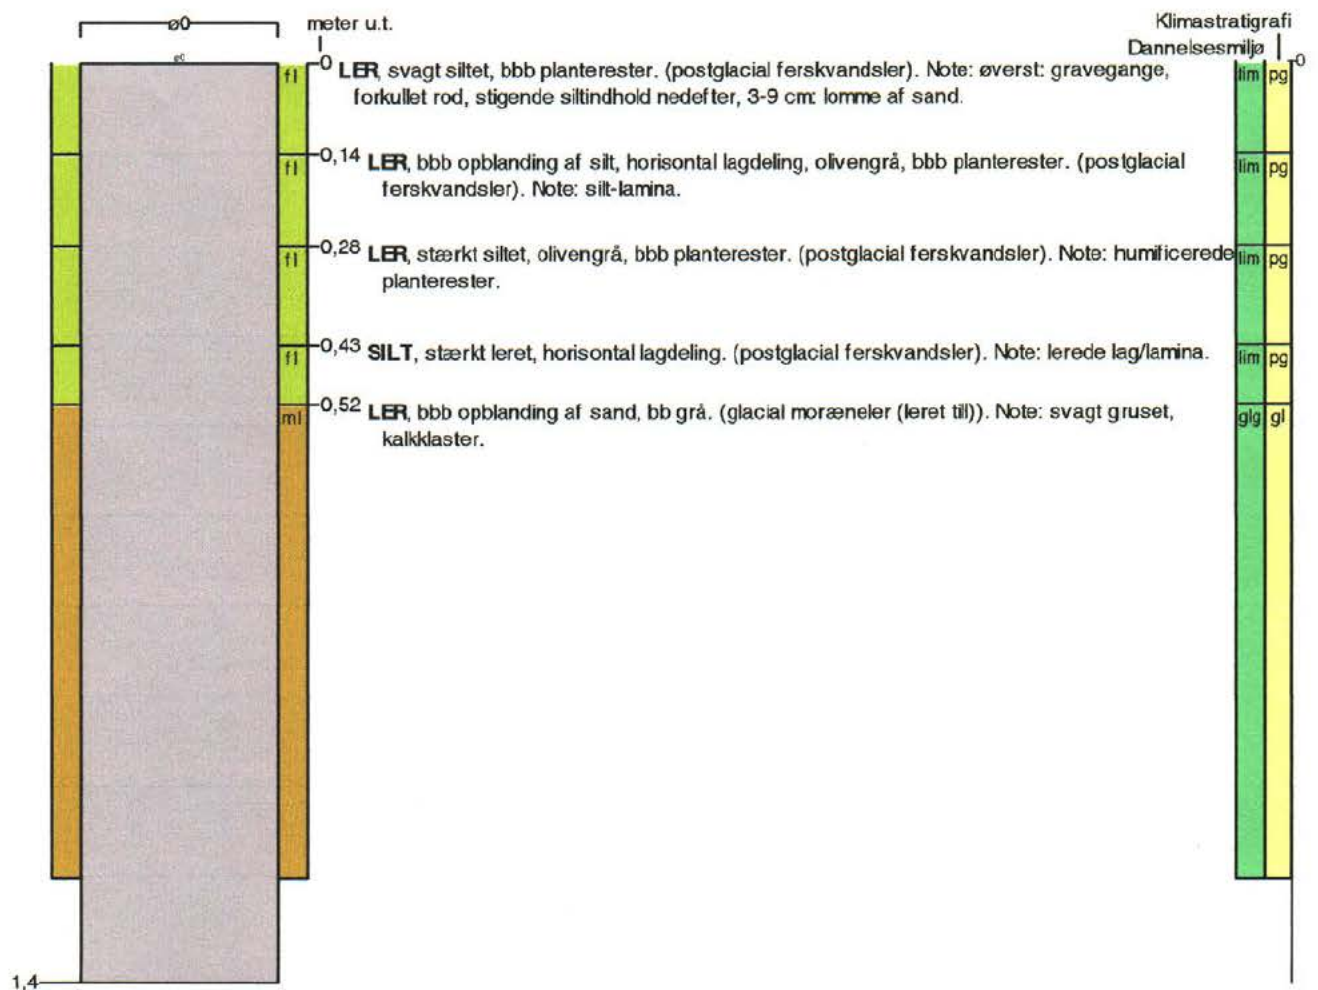 ø0
meter u.t.
Klimastratigrafi
Dannelsesmiljø
ø0
0
LER, svagt siltet, bbb planterester. (postglacial ferskvandsler). Note: øverst: gravegange,
forkullet rod, stigende siltindhold nedefter, 3-9 cm: lomme af sand.
fl
lim pg
0
0,14
LER, bbb opblanding af silt, horisontal lagdeling, olivengrå, bbb planterester. (postglacial
ferskvandsler). Note: silt-lamina.
fl
lim pg
0,28
LER, stærkt siltet, olivengrå, bbb planterester. (postglacial ferskvandsler). Note: humificerede
planterester.
fl
lim pg
0,43
SILT, stærkt leret, horisontal lagdeling. (postglacial ferskvandsler). Note: lerede lag/lamina.
fl
lim pg
0,52
LER, bbb opblanding af sand, bb grå. (glacial moræneler (leret till)). Note: svagt gruset,
kalkklaster.
ml
glg gl
1,4